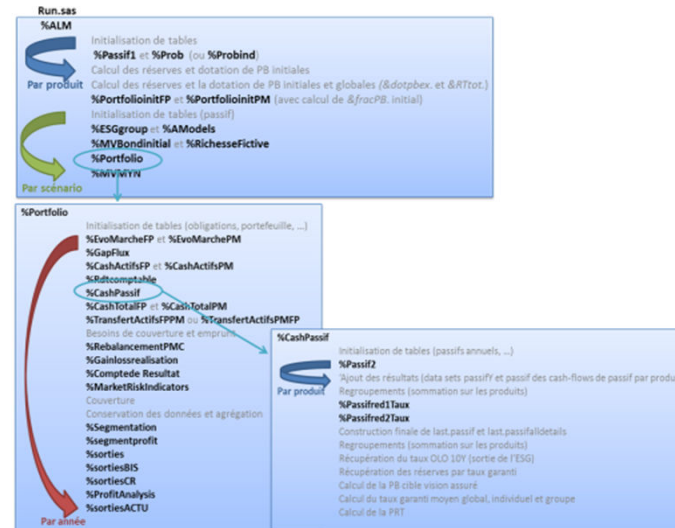 Run.sas
%ALM
Initialisation de tables
%Passif1 et %Prob (ou %Probind)
Calcul des réserves et dotation de PB initiales
Par produit
Calcul des réserves et la dotation de PB initiales et globales (&dotpbex. et &RTtot.)
%PortfolioinitFP et %PortfolioinitPM (avec calcul de &fracPB. initial)
Initialisation de tables (passif)
%ESGgroup et %AModels
%MVBondinitial et %RichesseFictive
%Portfolio
%MVMYN
Par scénario
%Portfolio
Initialisation de tables (obligations, portefeuille, ...)
%EvoMarcheFP et %EvoMarchePM
%GapFlux
%CashActifsFP et %CashActifsPM
%Rdtcomptable
%CashPassif
%CashTotalFP et %CashTotalPM
%TransfertActifsFPPM ou %TransfertActifsPMFP
Besoins de couverture et emprunt
%RebalancementPMC
%Gainlossrealisation
%Comptede Resultat
%MarketRiskIndicators
Couverture
Conservation des données et agrégation
%Segmentation
%segmentprofit
%sorties
%sortiesBIS
%sortiesCR
%ProfitAnalysis
%sortiesACTU
Par année
%CashPassif
Initialisation de tables (passifs annuels, ...)
%Passif2
'Ajout des résultats (data sets passifY et passif des cash-flows de passif par produ
Par produit
Regroupements (sommation sur les produits)
%Passifred1Taux
%Passifred2Taux
Construction finale de last.passif et last.passifalldetails
Regroupements (sommation sur les produits)
Récupération du taux OLO 10Y (sortie de l'ESG)
Récupération des réserves par taux garanti
Calcul de la PB cible vision assuré
Calcul du taux garanti moyen global, individuel et groupe
Calcul de la PRT